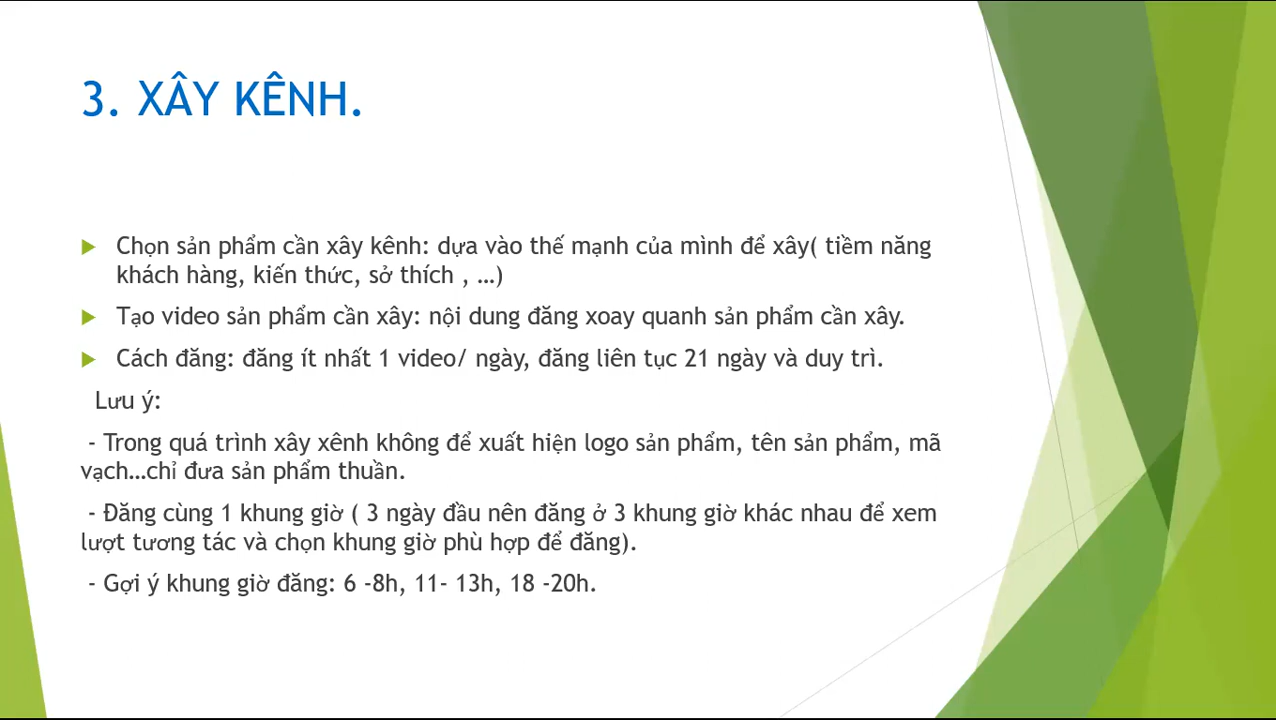 3. XÂY KÊNH.
Chọn sản phẩm cần xây kênh: dựa vào thế mạnh của mình để xây( tiềm năng
khách hàng, kiến thức, sở thích , ...)
Tạo video sản phẩm cần xây: nội dung đăng xoay quanh sản phẩm cần xây.
Cách đăng: đăng ít nhất 1 video/ ngày, đăng liên tục 21 ngày và duy trì.
Lưu ý:
- Trong quá trình xây xênh không để xuất hiện logo sản phẩm, tên sản phẩm, mã
vạch...chỉ đưa sản phẩm thuần.
- Đăng cùng 1 khung giờ ( 3 ngày đầu nên đăng ở 3 khung giờ khác nhau để xem
lượt tương tác và chọn khung giờ phù hợp để đăng).
- Gợi ý khung giờ đăng: 6 -8h, 11- 13h, 18 -20h.